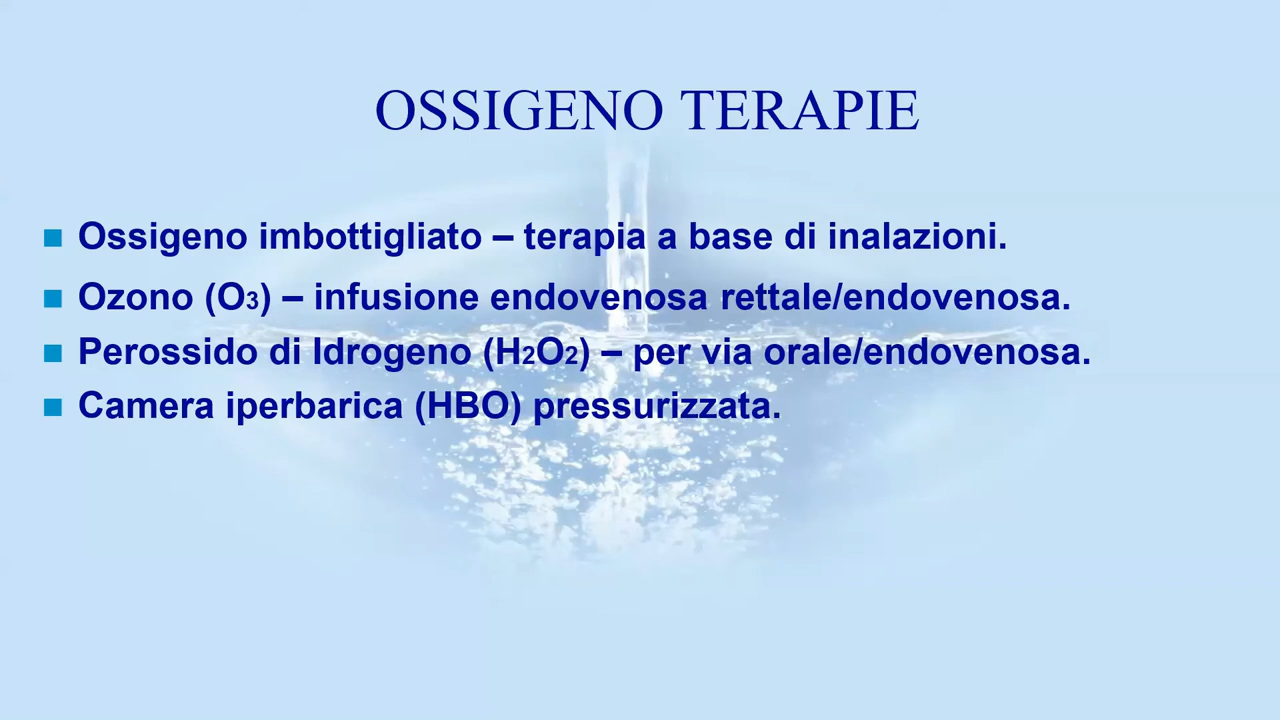 OSSIGENO TERAPIE
Ossigeno imbottigliato – terapia a base di inalazioni.
Ozono (O3) – infusione endovenosa rettale/endovenosa.
Perossido di Idrogeno (H2O2) – per via orale/endovenosa.
Camera iperbarica (HBO) pressurizzata.